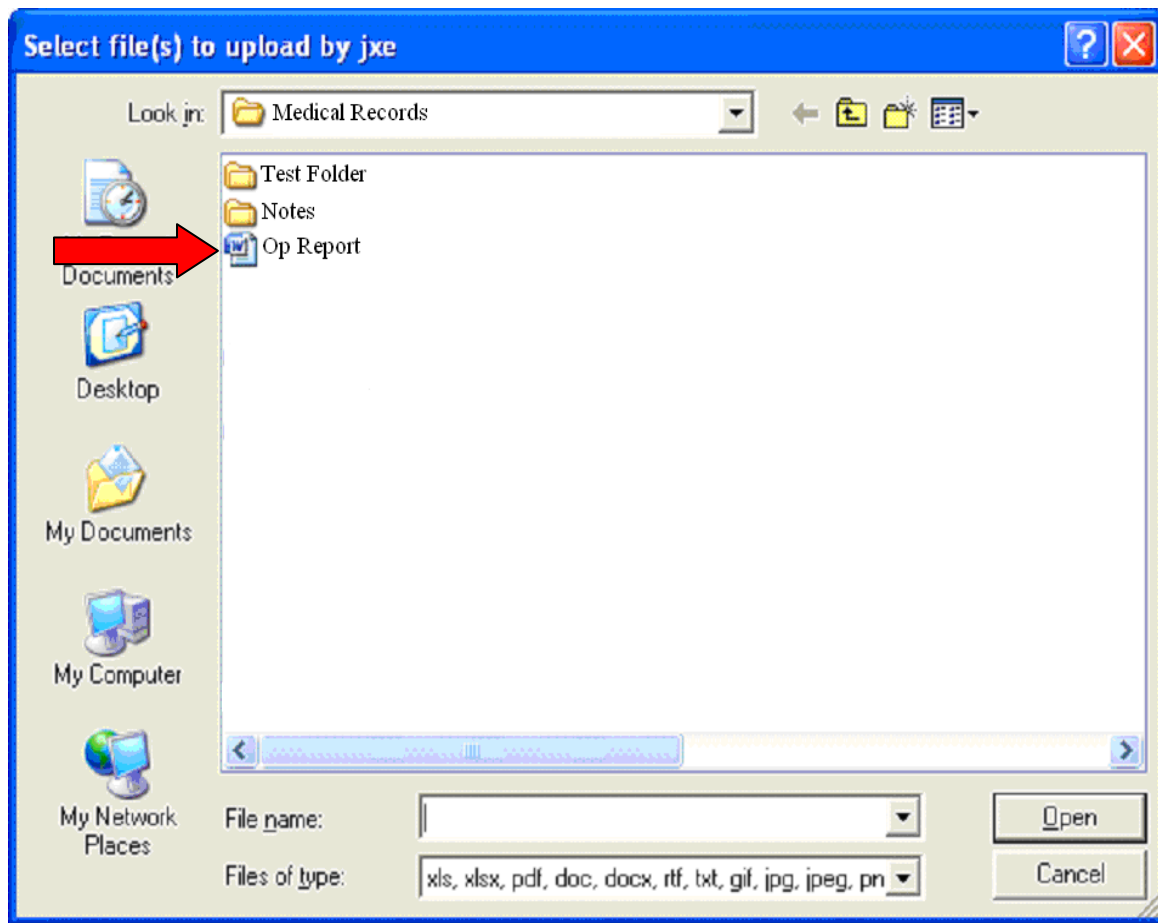 Select file(s) to upload by jxe
Look in:
Medical Records
Test Folder
Notes
Op Report
Documents
Desktop
My Documents
My Computer
My Network
Places
File name:
Open
Files of type:
xls, xlsx, pdf, doc, docx, rtf, txt, gif, jpg, jpeg, pn
Cancel